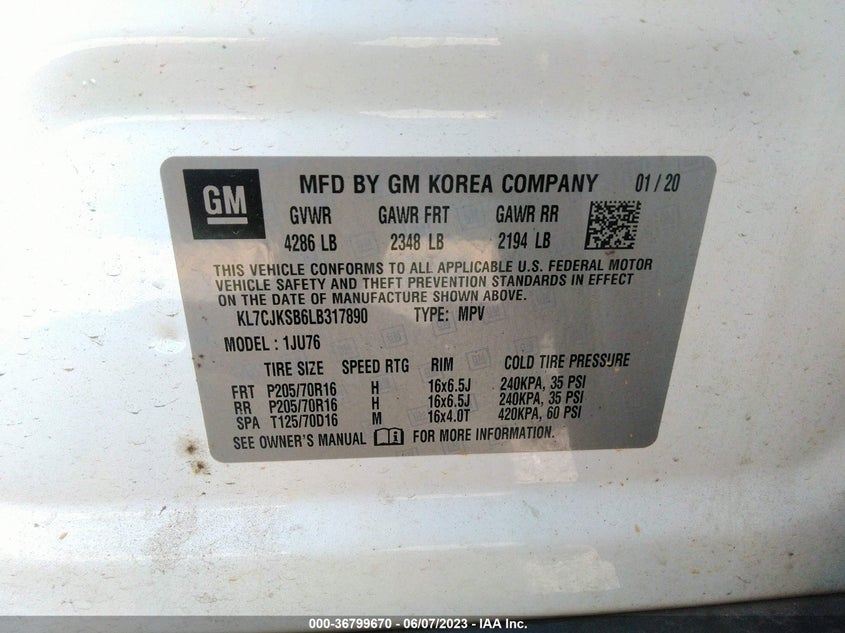 GM
MFD BY GM KOREA COMPANY 01 / 20
GVWR GAWR FRT GAWR RR
4286 LB 2348 LB 2194 LB
THIS VEHICLE CONFORMS TO ALL APPLICABLE U.S. FEDERAL MOTOR
VEHICLE SAFETY AND THEFT PREVENTION STANDARDS IN EFFECT
ON THE DATE OF MANUFACTURE SHOWN ABOVE.
KL7CJKSB6LB317890 TYPE: MPV
MODEL : 1JU76
TIRE SIZE SPEED RTG RIM COLD TIRE PRESSURE
FRT P205/70R16 H 16x6.5J 240KPA, 35 PSI
RR P205/70R16 H 16x6.5J 240KPA, 35 PSI
SPA T125/70D16 M 16x4.0T 420KPA, 60 PSI
SEE OWNER'S MANUAL FOR MORE INFORMATION.
000-36799670 - 06/07/2023 - IAA Inc.